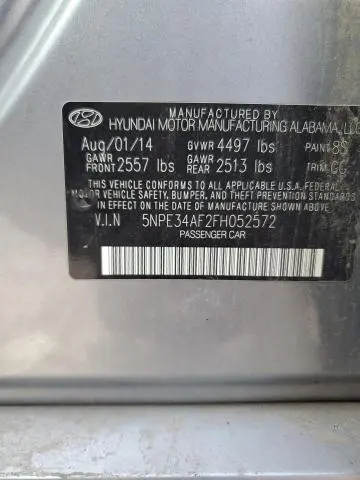 MANUFACTURED BY
HYUNDAI MOTOR MANUFACTURING ALABAMA, LLC
Aug/01/14 GVWR 4497 lbs PAINT:8S
GAWR FRONT 2557 lbs GAWR REAR 2513 lbs TRIM:GG
THIS VEHICLE CONFORMS TO ALL APPLICABLE U.S.A FEDERAL
MOTOR VEHICLE SAFETY, BUMPER, AND THEFT PREVENTION STANDARDS
IN EFFECT ON THE DATE OF MANUFACTURE SHOWN ABOVE.
V.I.N 5NPE34AF2FH052572
PASSENGER CAR